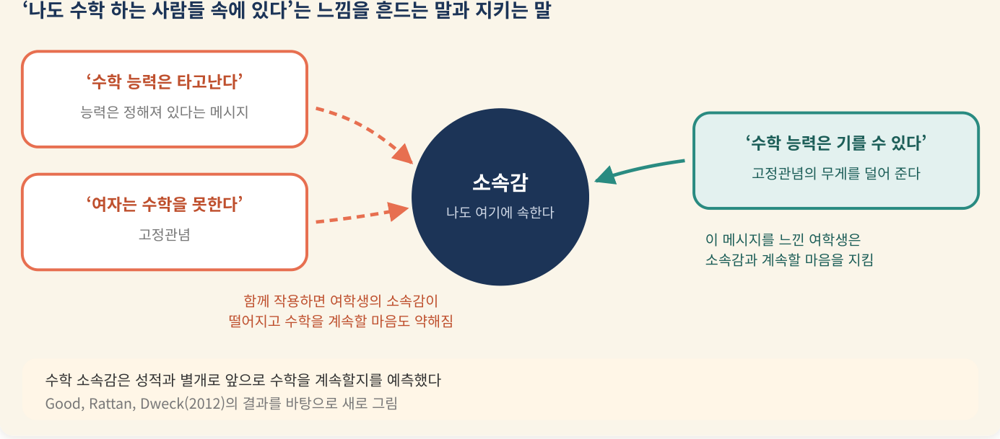 ‘나도 수학 하는 사람들 속에 있다’는 느낌을 흔드는 말과 지키는 말
‘수학 능력은 타고난다’
능력은 정해져 있다는 메시지
‘여자는 수학을 못한다’
고정관념
함께 작용하면 여학생의 소속감이
떨어지고 수학을 계속할 마음도 약해짐
소속감
나도 여기에 속한다
‘수학 능력은 기를 수 있다’
고정관념의 무게를 덜어 준다
이 메시지를 느낀 여학생은
소속감과 계속할 마음을 지킴
수학 소속감은 성적과 별개로 앞으로 수학을 계속할지를 예측했다
Good, Rattan, Dweck(2012)의 결과를 바탕으로 새로 그림